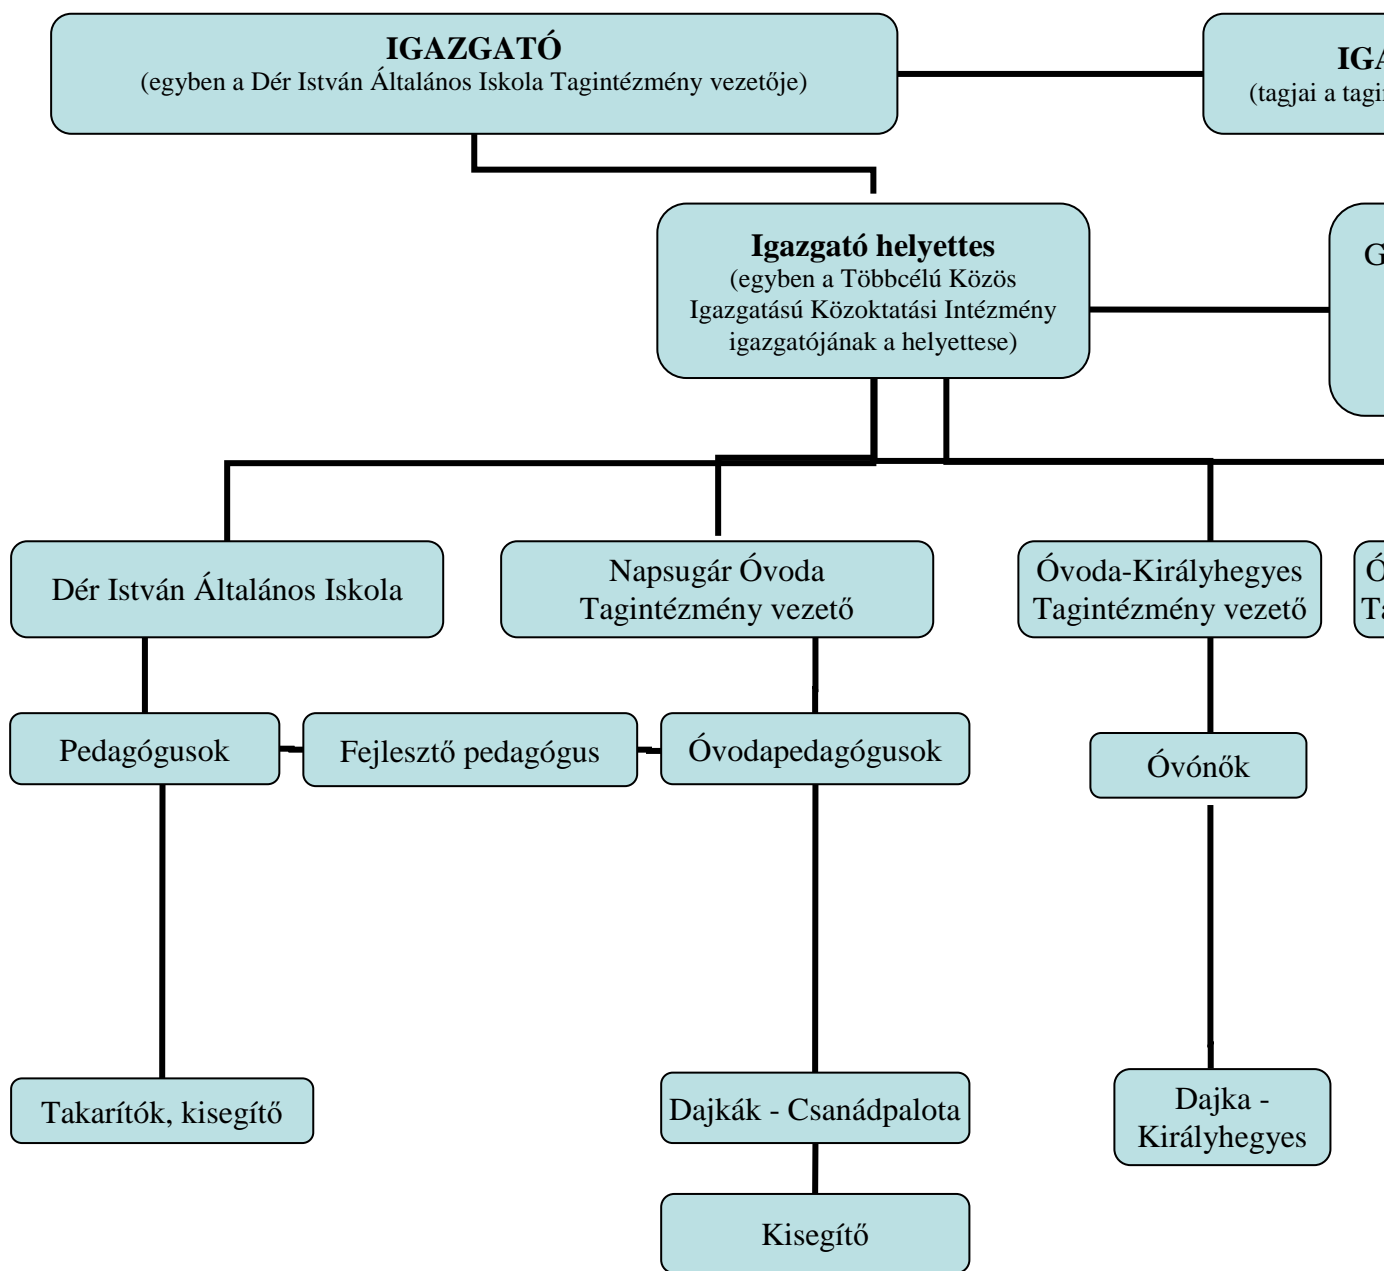 IGAZGATÓ
(egyben a Dér István Általános Iskola Tagintézmény vezetője)
(tagjai a
Igazgató helyettes
(egyben a Többcélú Közös
Igazgatású Közoktatási Intézmény
igazgatójának a helyettese)
Dér István Általános Iskola
Napsugár Óvoda
Tagintézmény vezető
Óvoda-Királyhegyes
Tagintézmény vezető
Pedagógusok
Fejlesztő pedagógus
Óvodapedagógusok
Óvónők
Takarítók, kisegítő
Dajkák - Csanádpalota
Dajka -
Királyhegyes
Kisegítő